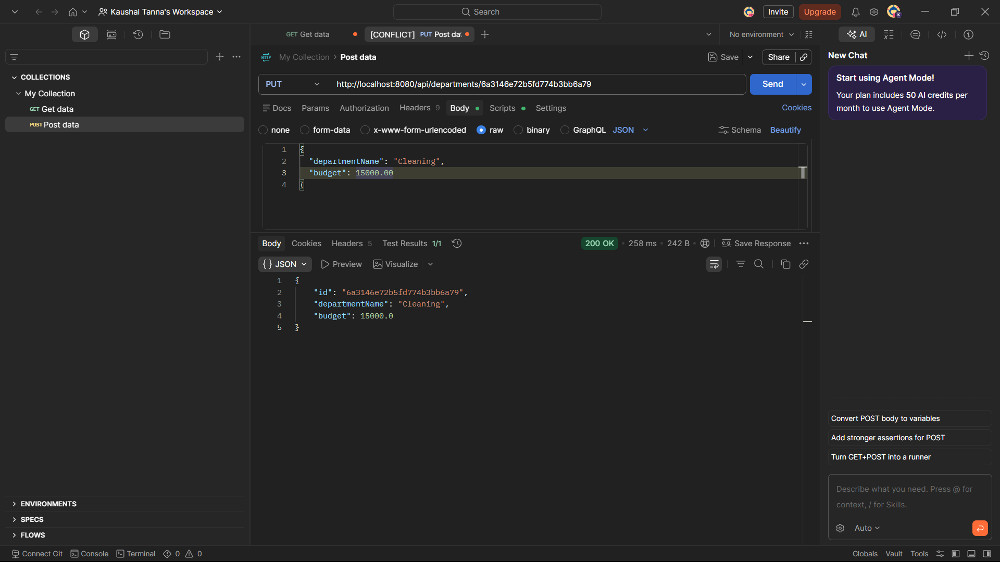 Kaushal Tanna's Workspace
Search
Invite
Upgrade
K
GET Get data
[CONFLICT] PUT Post dat
No environment
AI
My Collection > Post data
Save
Share
New Chat
COLLECTIONS
My Collection
GET Get data
POST Post data
Start using Agent Mode!
Your plan includes 50 AI credits per
month to use Agent Mode.
HTTP
PUT
http://localhost:8080/api/departments/6a3146e72b5fd774b3bb6a79
Send
Docs
Params
Authorization
Headers 9
Body
Scripts
Settings
Cookies
none
form-data
x-www-form-urlencoded
raw
binary
GraphQL
JSON
Schema
Beautify
1 {
2 "departmentName": "Cleaning",
3 "budget": 15000.00
4 }
Body
Cookies
Headers 5
Test Results 1/1
200 OK
258 ms
242 B
e.g. Save Response
{} JSON
Preview
Visualize
1 {
2 "id": "6a3146e72b5fd774b3bb6a79",
3 "departmentName": "Cleaning",
4 "budget": 15000.0
5 }
Convert POST body to variables
Add stronger assertions for POST
Turn GET+POST into a runner
Describe what you need. Press @ for
context, / for Skills.
Auto
ENVIRONMENTS
SPECS
FLOWS
Connect Git
Console
Terminal
0
0
Globals
Vault
Tools